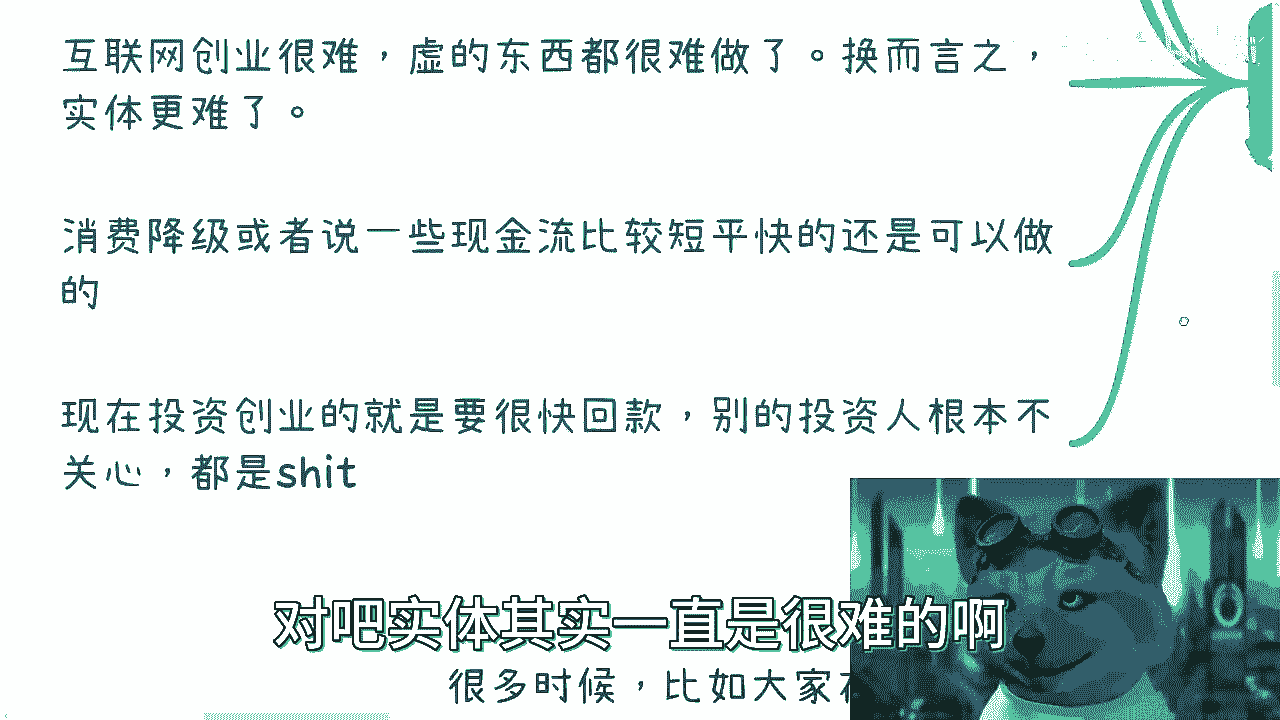 互联网创业很难，虚的东西都很难做了。换而言之，
实体更难了。
消费降级或者说一些现金流比较短平快的还是可以做
的
现在投资创业的就是要很快回款，别的投资人根本不
关心，都是shit
对吧实体其实一直是很难的啊
很多时候，比如大家